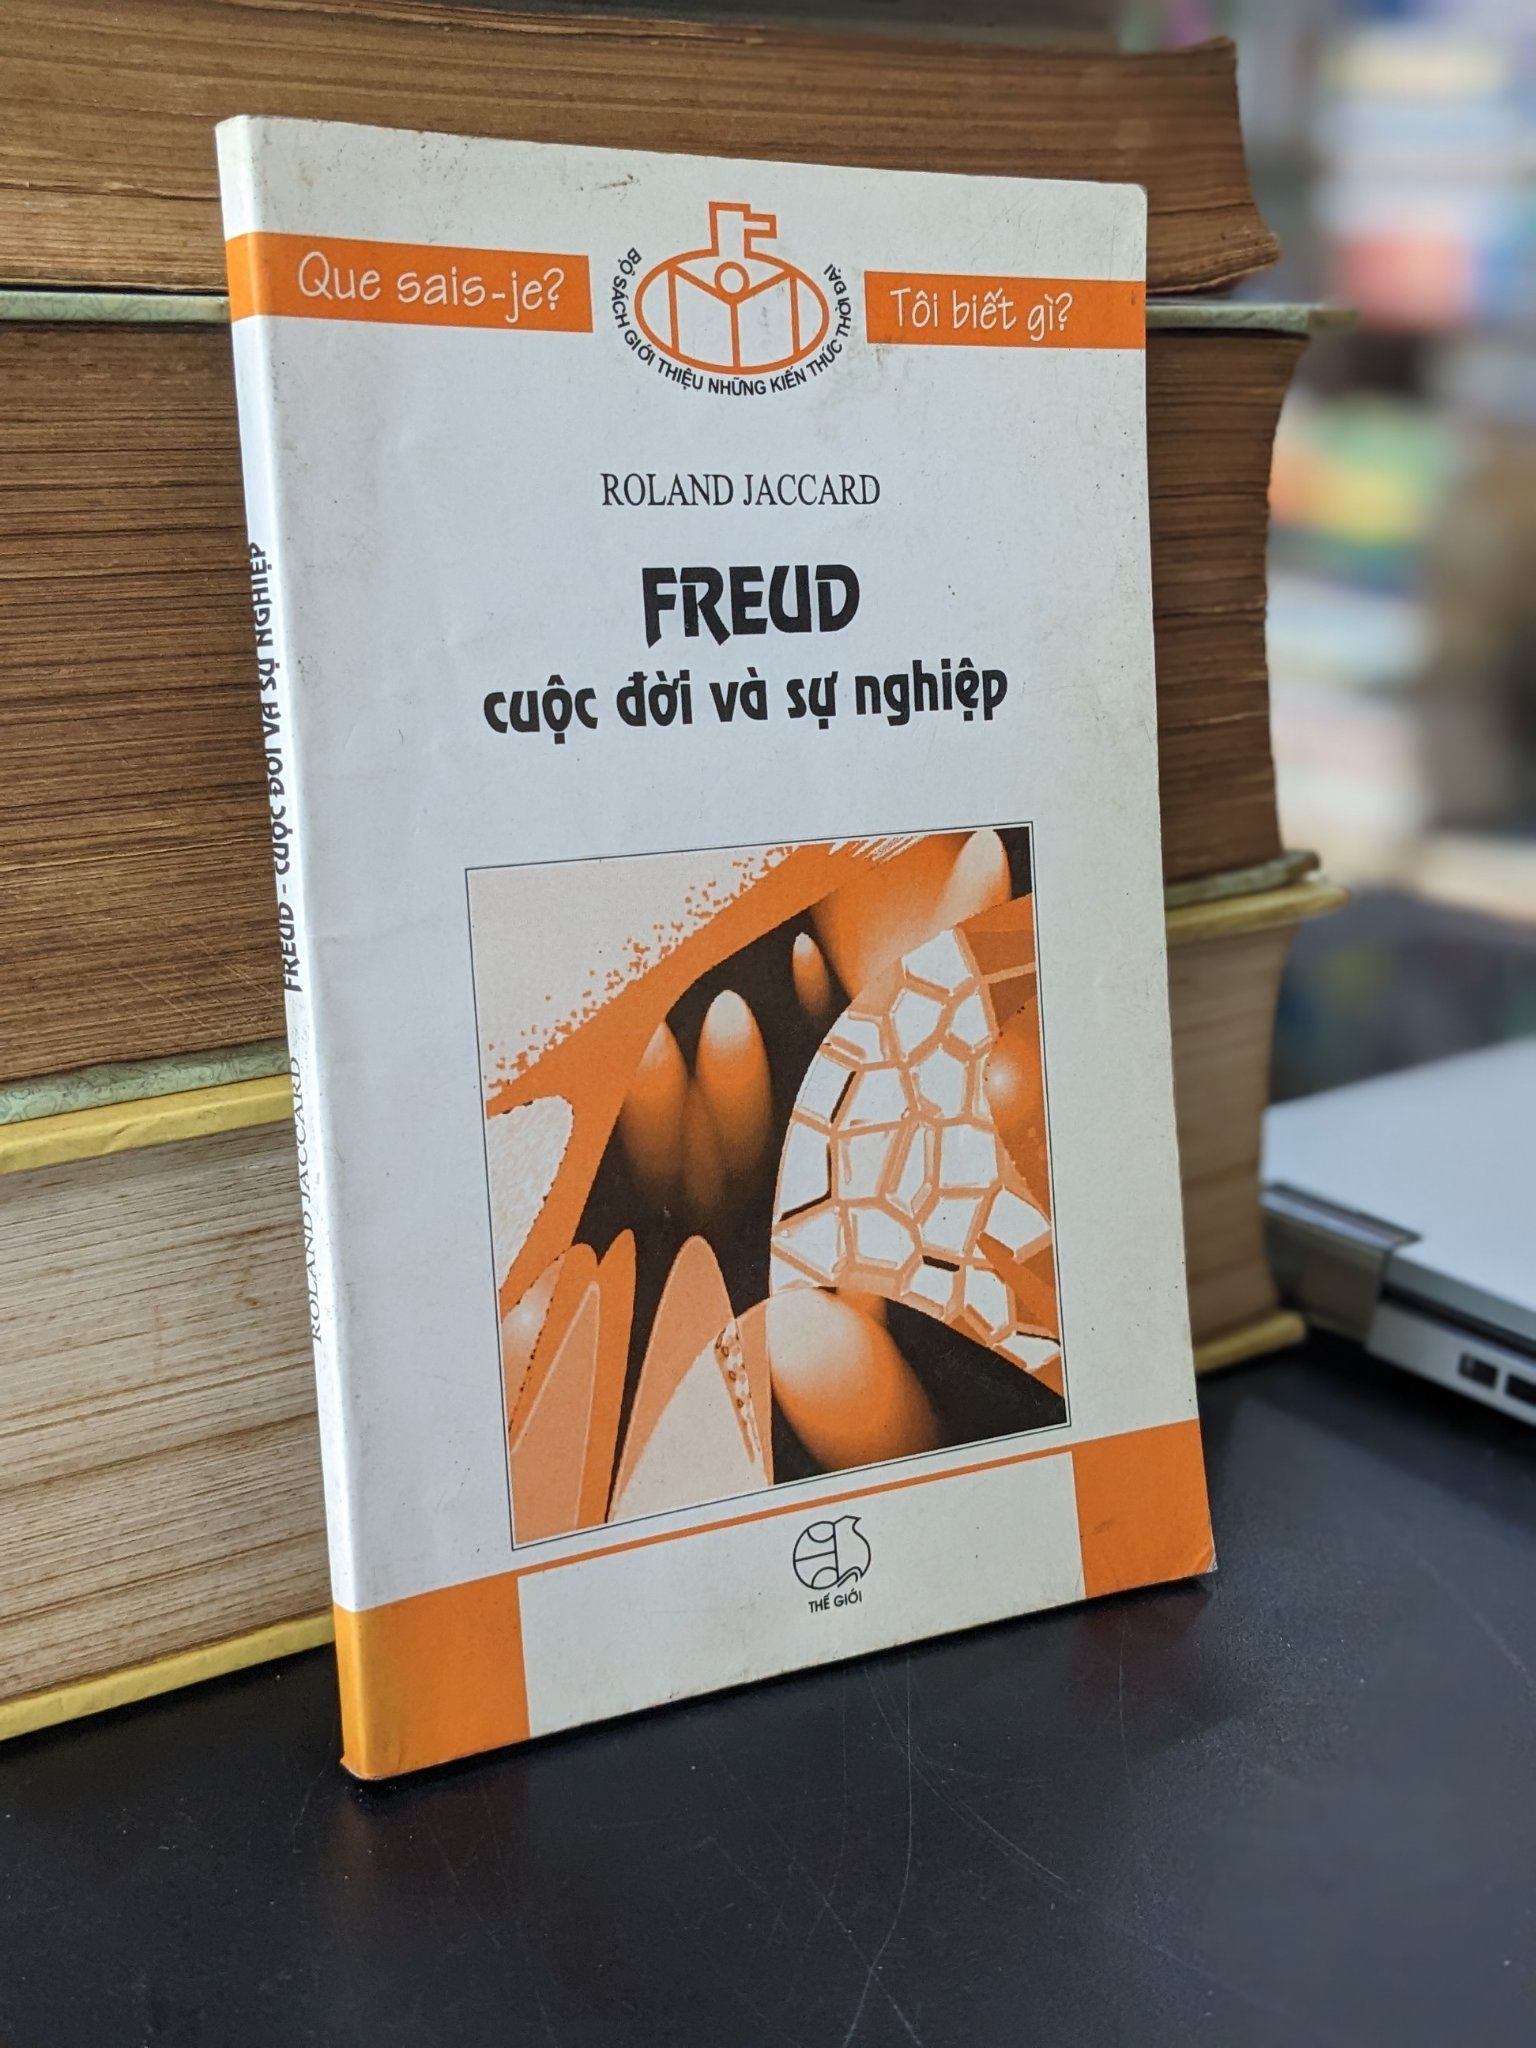 Que sais-je?
BỘ SÁCH GIỚI THIỆU NHỮNG KIẾN THỨC THỜI ĐẠI
Tôi biết gì?
ROLAND JACCARD
FREUD
cuộc đời và sự nghiệp
THẾ GIỚI
ROLAND JACCARD FREUD - CUỘC ĐỜI VÀ SỰ NGHIỆP